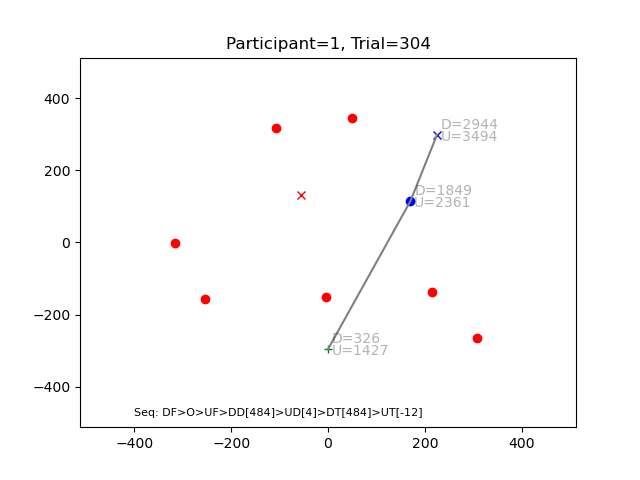 Participant=1, Trial=304
400
200
0
−200
−400
D=2944
U=3494
D=1849
U=2361
D=326
U=1427
Seq: DF>O>UF>DD[484]>UD[4]>DT[484]>UT[-12]
−400
−200
0
200
400